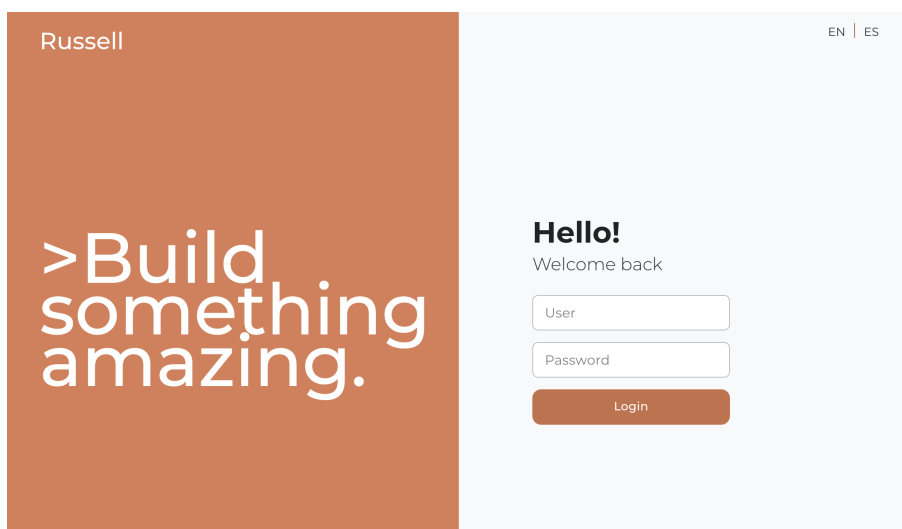 Russell
EN | ES
>Build
something
amazing.
Hello!
Welcome back
User
Password
Login